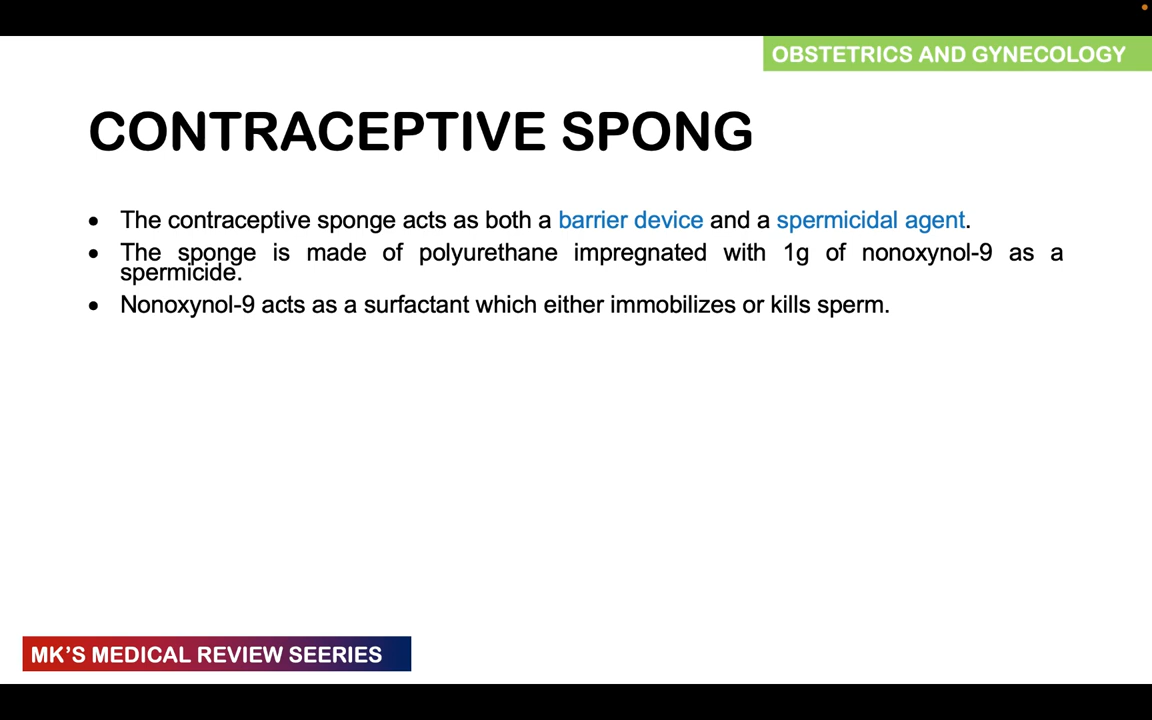 OBSTETRICS AND GYNECOLOGY
CONTRACEPTIVE SPONG
• The contraceptive sponge acts as both a barrier device and a spermicidal agent.
• The sponge is made of polyurethane impregnated with 1g of nonoxynol-9 as a
spermicide.
• Nonoxynol-9 acts as a surfactant which either immobilizes or kills sperm.
MK'S MEDICAL REVIEW SEERIES